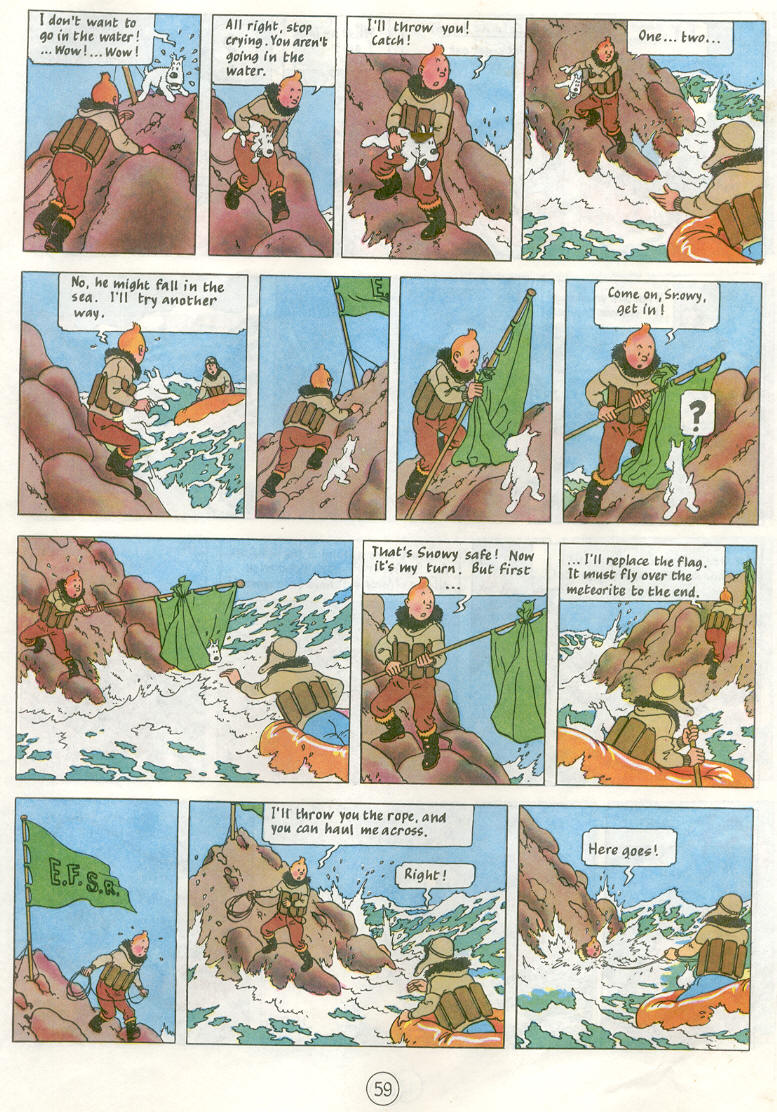 I don't want to
go in the water!
... Wow! ... Wow!
All right, stop
crying. You aren't
going in the
water.
I'll throw you!
Catch!
One... two...
No, he might fall in the
sea. I'll try another
way.
E.
Come on, Snowy,
get in!
?
That's Snowy safe! Now
it's my turn. But first
...
... I'll replace the flag.
It must fly over the
meteorite to the end.
E.F.S.R.
I'll throw you the rope, and
you can haul me across.
Right!
Here goes!
59